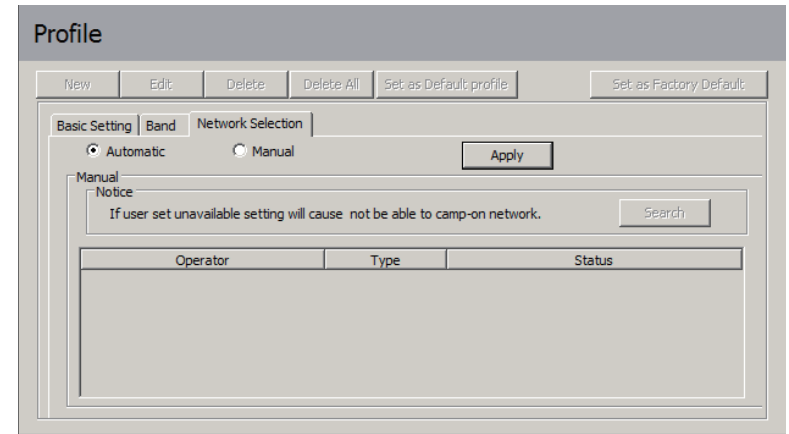 Profile
New Edit Delete Delete All Set as Default profile Set as Factory Default
Basic Setting Band Network Selection
Automatic Manual Apply
Manual
Notice
If user set unavailable setting will cause not be able to camp-on network. Search
Operator Type Status